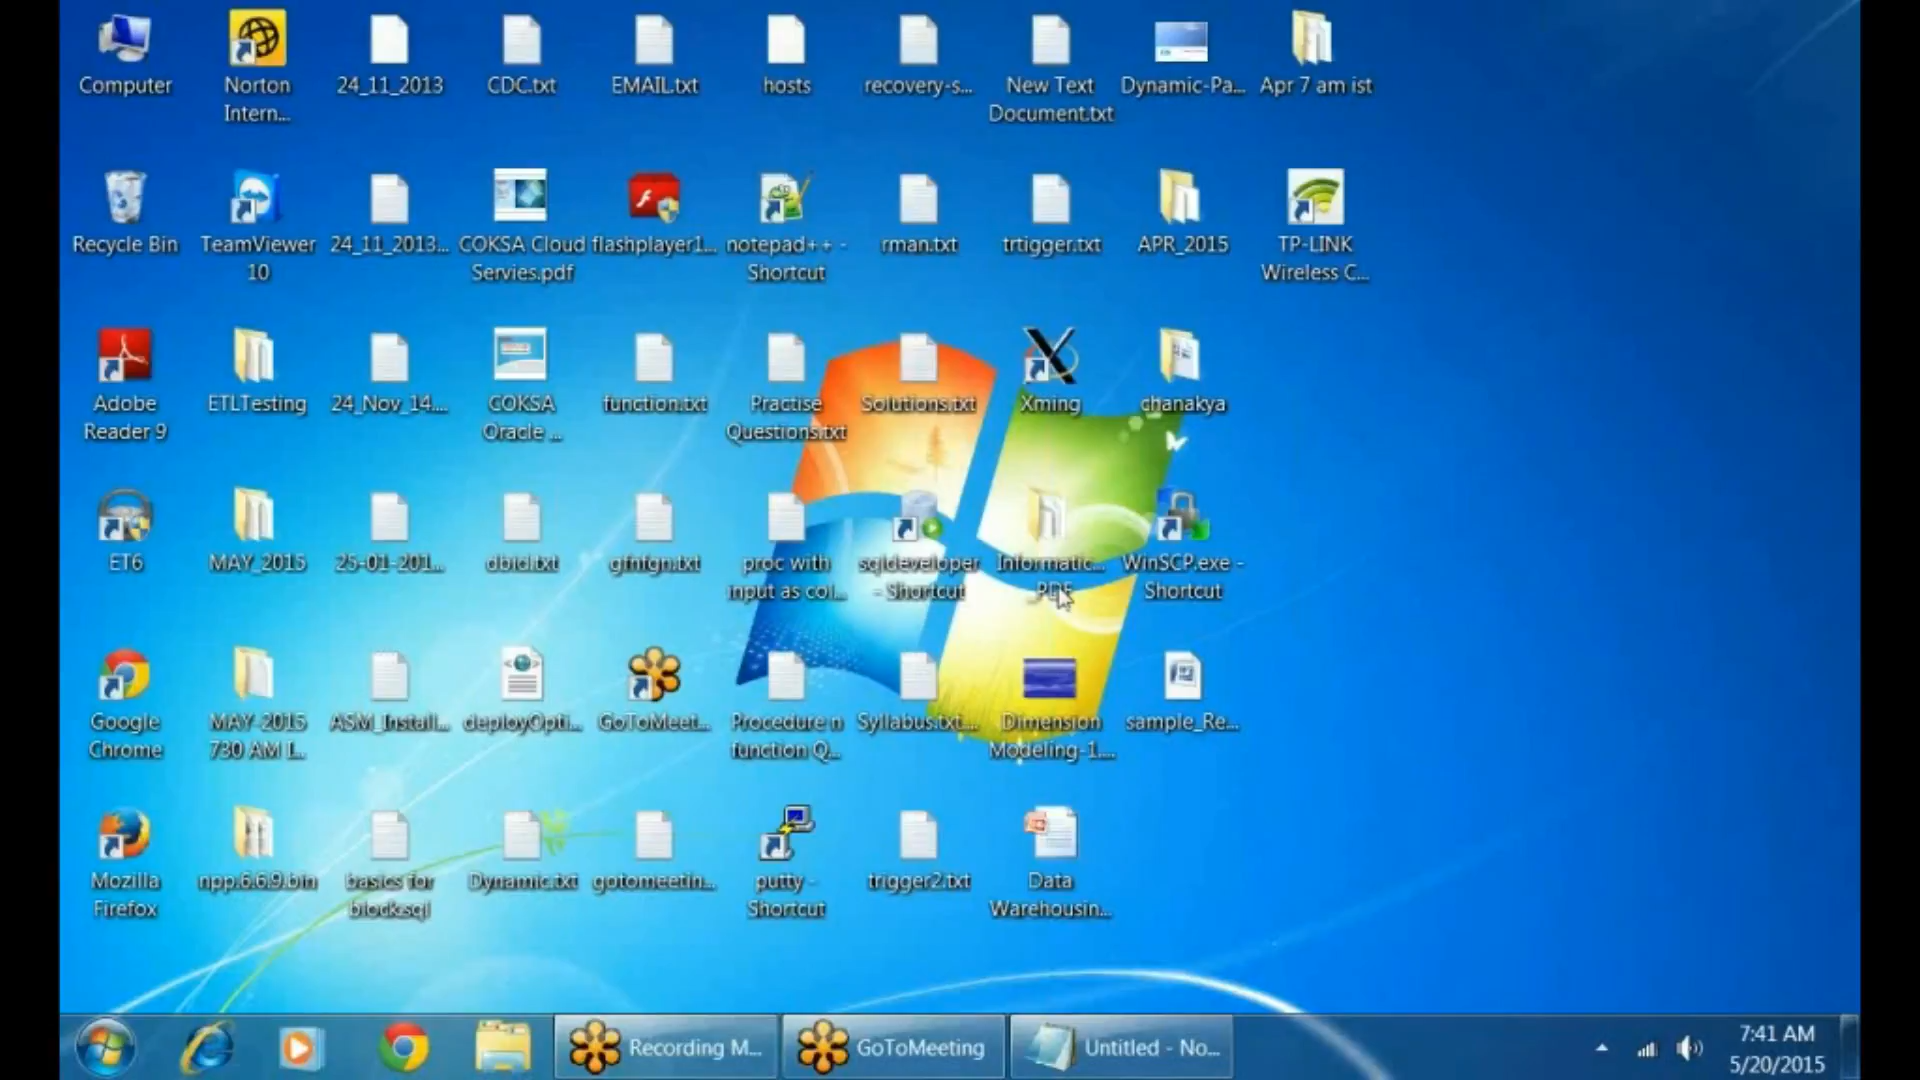 Computer
Norton
Intern...
24_11_2013
CDC.txt
EMAIL.txt
hosts
recovery-s...
New Text
Document.txt
Dynamic-Pa...
Apr 7 am ist
Recycle Bin
TeamViewer
10
24_11_2013...
COKSA Cloud
Servies.pdf
flashplayer1...
notepad++ -
Shortcut
rman.txt
trtigger.txt
APR_2015
TP-LINK
Wireless C...
Adobe
Reader 9
ETLTesting
24_Nov_14....
COKSA
Oracle ...
function.txt
Practise
Questions.txt
Solutions.txt
Xming
chanakya
ET6
MAY_2015
25-01-201...
dbid.txt
gfnfgn.txt
proc with
input as col...
sqldeveloper
- Shortcut
Informatic...
_PDF
WinSCP.exe -
Shortcut
Google
Chrome
MAY-2015
730 AM I...
ASM_Install...
deployOpti...
GoToMeet...
Procedure n
function Q...
Syllabus.txt....
Dimension
Modeling-1....
sample_Re...
Mozilla
Firefox
npp.6.6.9.bin
basics for
block.sql
Dynamic.txt
gotomeetin...
putty -
Shortcut
trigger2.txt
Data
Warehousin...
Recording M...
GoToMeeting
Untitled - No...
7:41 AM
5/20/2015